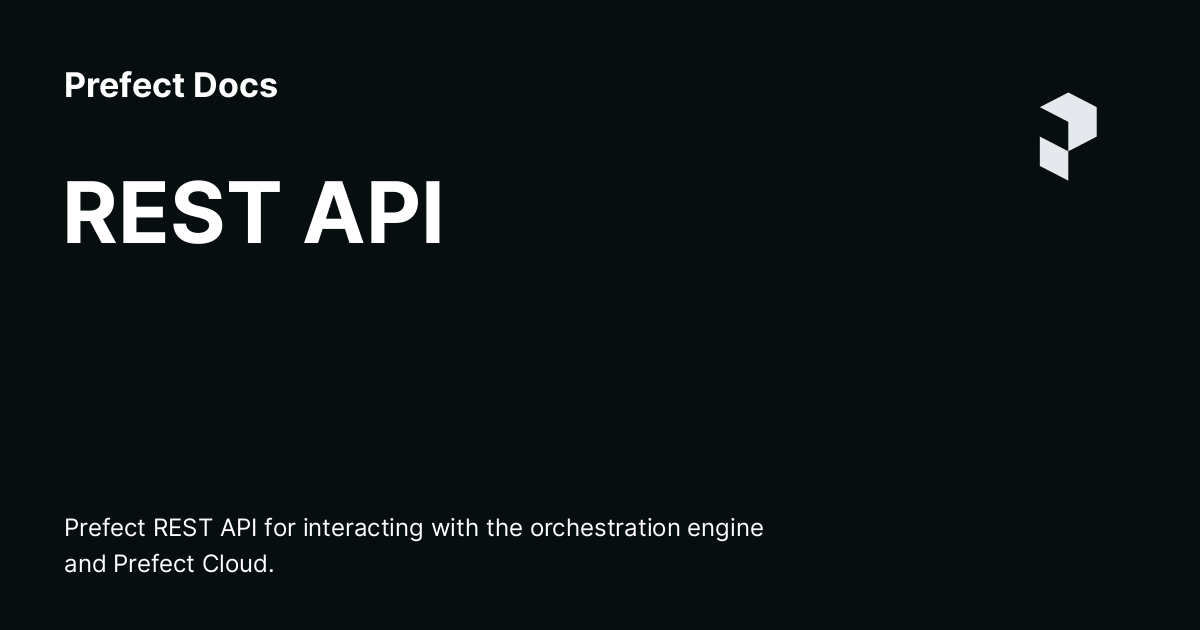 Prefect Docs
REST API
Prefect REST API for interacting with the orchestration engine
and Prefect Cloud.